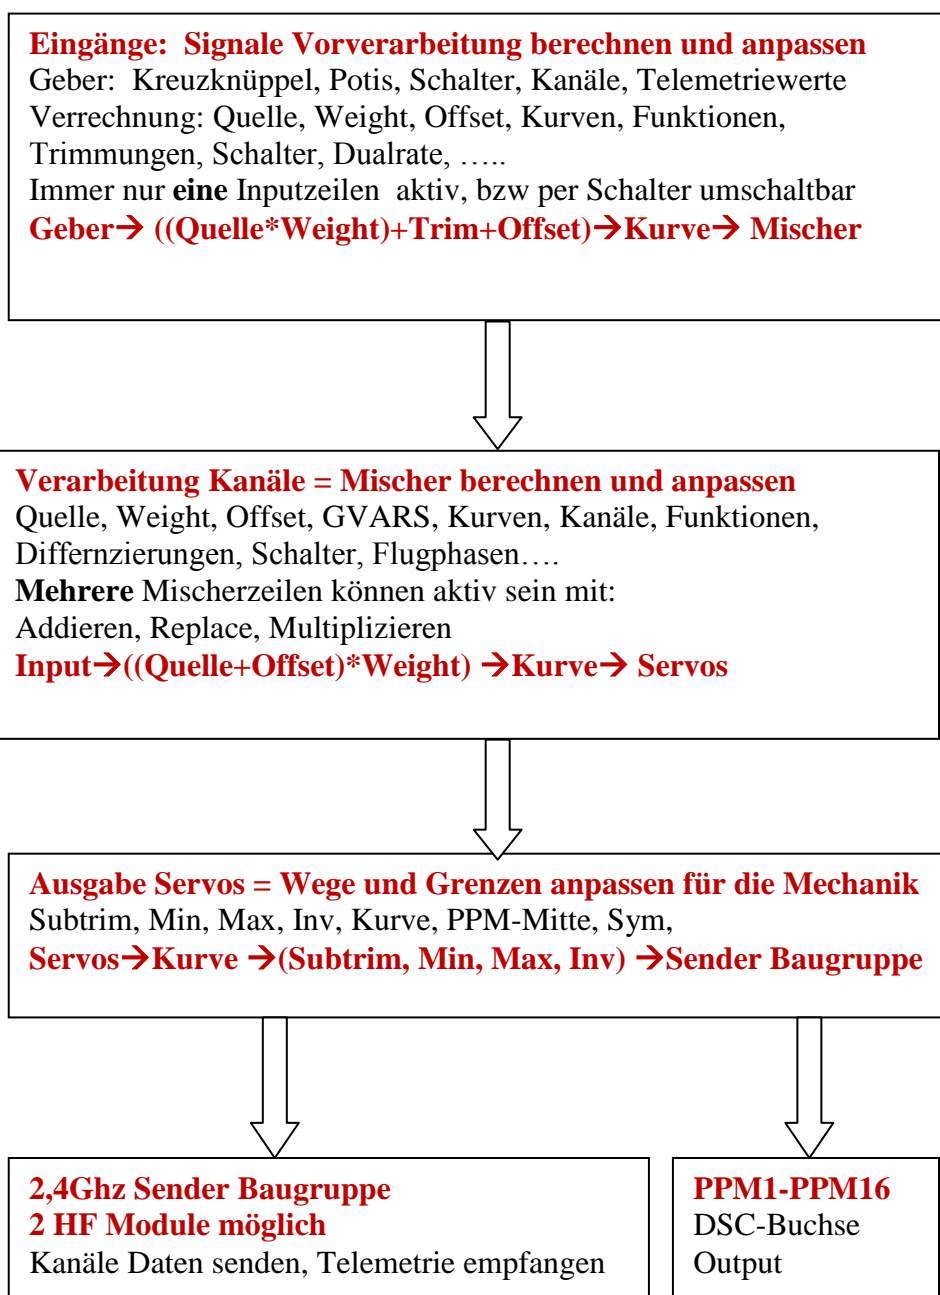 Eingänge:  Signale Vorverarbeitung berechnen und anpassen
Geber:  Kreuzknüppel, Potis, Schalter, Kanäle, Telemetriewerte
Verrechnung: Quelle, Weight, Offset, Kurven, Funktionen,
Trimmungen, Schalter, Dualrate, …..
Immer nur eine Inputzeilen  aktiv, bzw per Schalter umschaltbar
Geber→ ((Quelle*Weight)+Trim+Offset)→Kurve→ Mischer
Verarbeitung Kanäle = Mischer berechnen und anpassen
Quelle, Weight, Offset, GVARS, Kurven, Kanäle, Funktionen,
Differnzierungen, Schalter, Flugphasen….
Mehrere Mischerzeilen können aktiv sein mit:
Addieren, Replace, Multiplizieren
Input→((Quelle+Offset)*Weight) →Kurve→ Servos
Ausgabe Servos = Wege und Grenzen anpassen für die Mechanik
Subtrim, Min, Max, Inv, Kurve, PPM-Mitte, Sym,
Servos→Kurve →(Subtrim, Min, Max, Inv) →Sender Baugruppe
2,4Ghz Sender Baugruppe
2 HF Module möglich
Kanäle Daten senden, Telemetrie empfangen
PPM1-PPM16
DSC-Buchse
Output